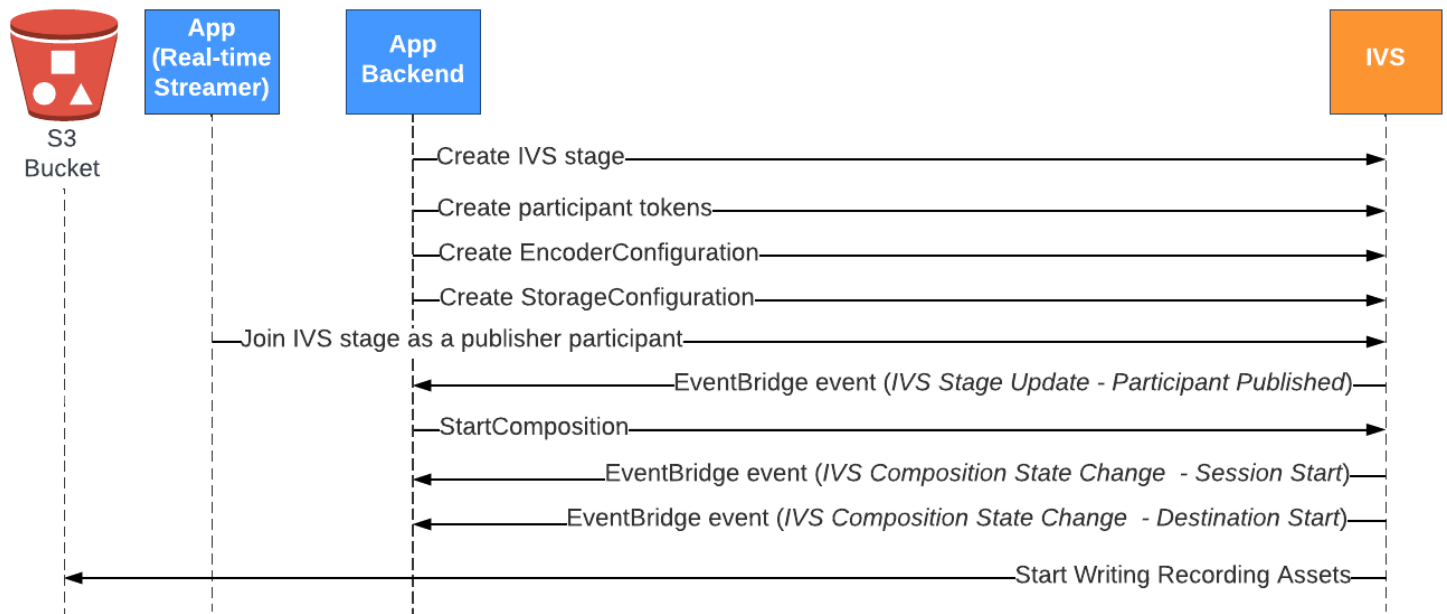 App
(Real-time
Streamer)
App
Backend
IVS
S3
Bucket
Create IVS stage
Create participant tokens
Create EncoderConfiguration
Create StorageConfiguration
Join IVS stage as a publisher participant
EventBridge event (IVS Stage Update - Participant Published)
StartComposition
EventBridge event (IVS Composition State Change - Session Start)
EventBridge event (IVS Composition State Change - Destination Start)
Start Writing Recording Assets